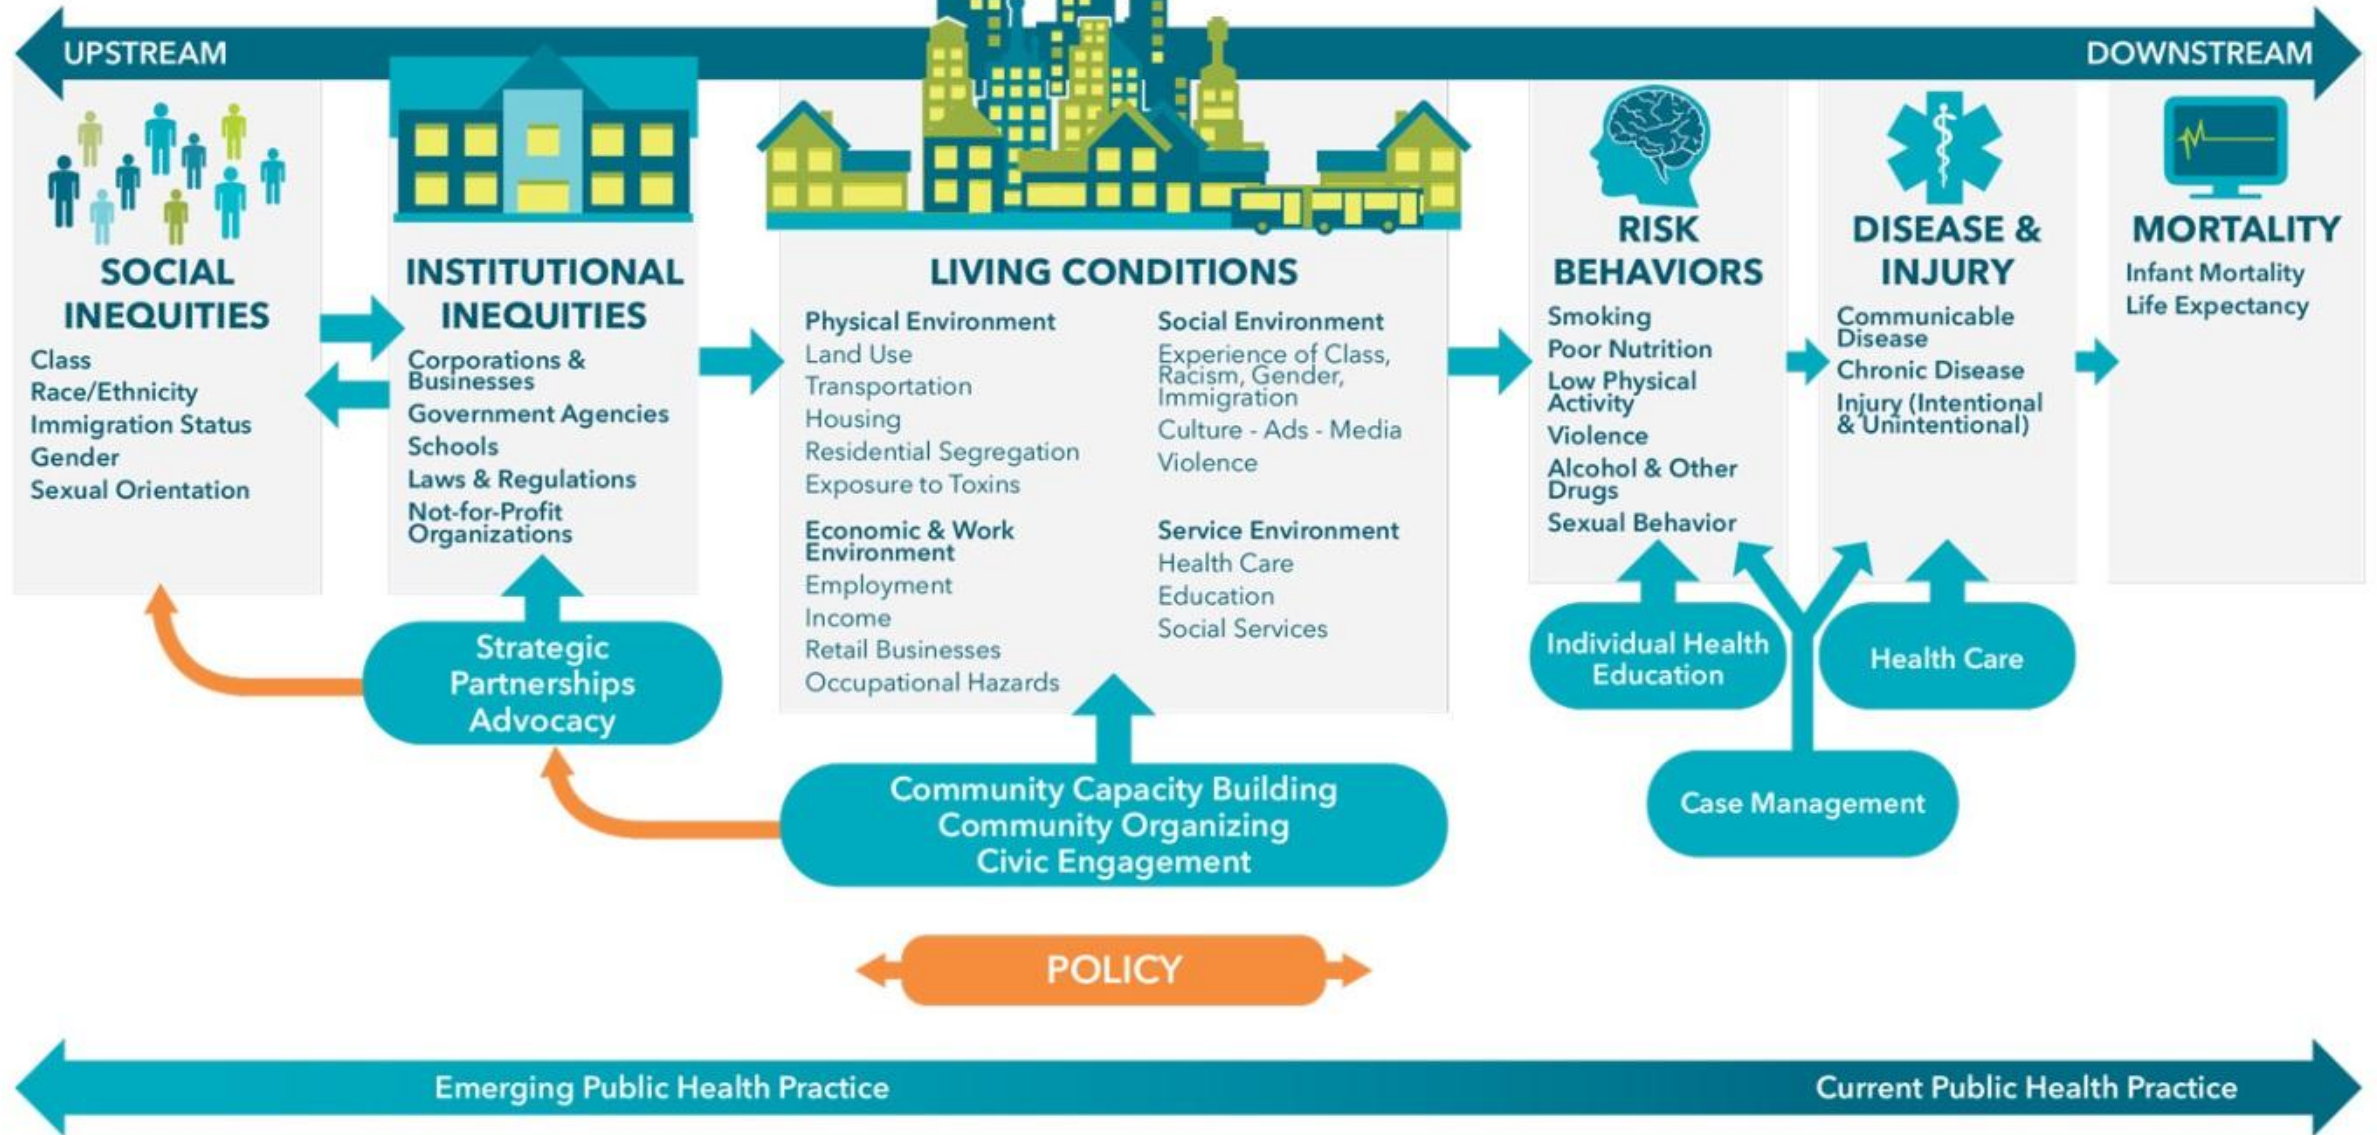 UPSTREAM
DOWNSTREAM
SOCIAL
INEQUITIES
Class
Race/Ethnicity
Immigration Status
Gender
Sexual Orientation
INSTITUTIONAL
INEQUITIES
Corporations &
Businesses
Government Agencies
Schools
Laws & Regulations
Not-for-Profit
Organizations
LIVING CONDITIONS
Physical Environment
Land Use
Transportation
Housing
Residential Segregation
Exposure to Toxins
Economic & Work
Environment
Employment
Income
Retail Businesses
Occupational Hazards
Social Environment
Experience of Class,
Racism, Gender,
Immigration
Culture - Ads - Media
Violence
Service Environment
Health Care
Education
Social Services
RISK
BEHAVIORS
Smoking
Poor Nutrition
Low Physical
Activity
Violence
Alcohol & Other
Drugs
Sexual Behavior
DISEASE &
INJURY
Communicable
Disease
Chronic Disease
Injury (Intentional
& Unintentional)
MORTALITY
Infant Mortality
Life Expectancy
Strategic
Partnerships
Advocacy
Community Capacity Building
Community Organizing
Civic Engagement
Individual Health
Education
Health Care
Case Management
POLICY
Emerging Public Health Practice
Current Public Health Practice